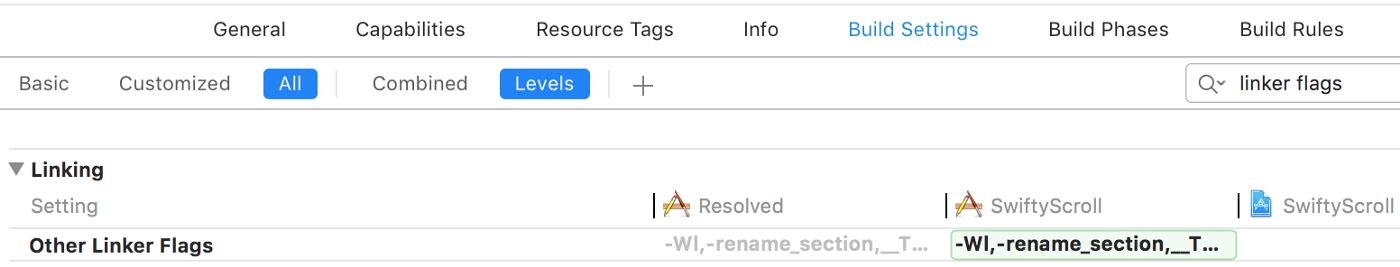 General Capabilities Resource Tags Info Build Settings Build Phases Build Rules
Basic Customized All Combined Levels + linker flags
Linking
Setting Resolved SwiftyScroll SwiftyScroll
Other Linker Flags -Wl,-rename_section,__T... -Wl,-rename_section,__T...